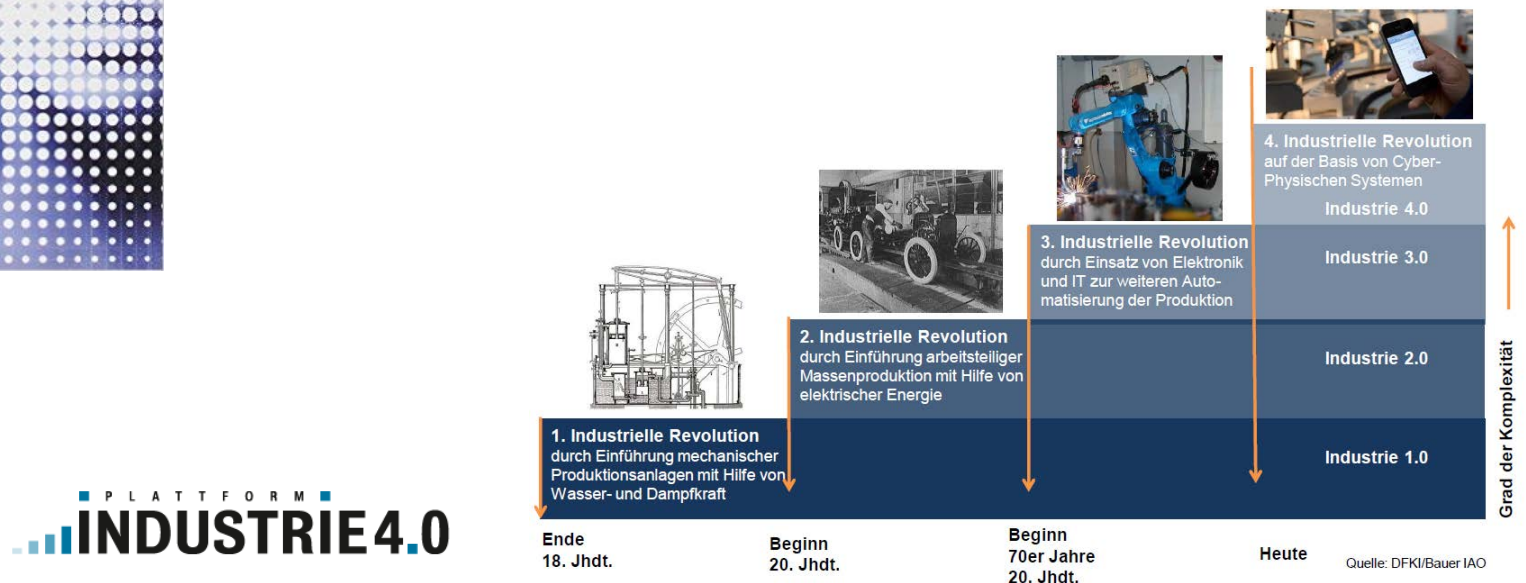 4. Industrielle Revolution
auf der Basis von Cyber-
Physischen Systemen
Industrie 4.0
3. Industrielle Revolution
durch Einsatz von Elektronik
und IT zur weiteren Auto-
matisierung der Produktion
Industrie 3.0
2. Industrielle Revolution
durch Einführung arbeitsteiliger
Massenproduktion mit Hilfe von
elektrischer Energie
Industrie 2.0
1. Industrielle Revolution
durch Einführung mechanischer
Produktionsanlagen mit Hilfe von
Wasser- und Dampfkraft
Industrie 1.0
Grad der Komplexität
Ende
18. Jhdt.
Beginn
20. Jhdt.
Beginn
70er Jahre
20. Jhdt.
Heute
Quelle: DFKI/Bauer IAO
PLATTFORM
INDUSTRIE4.0